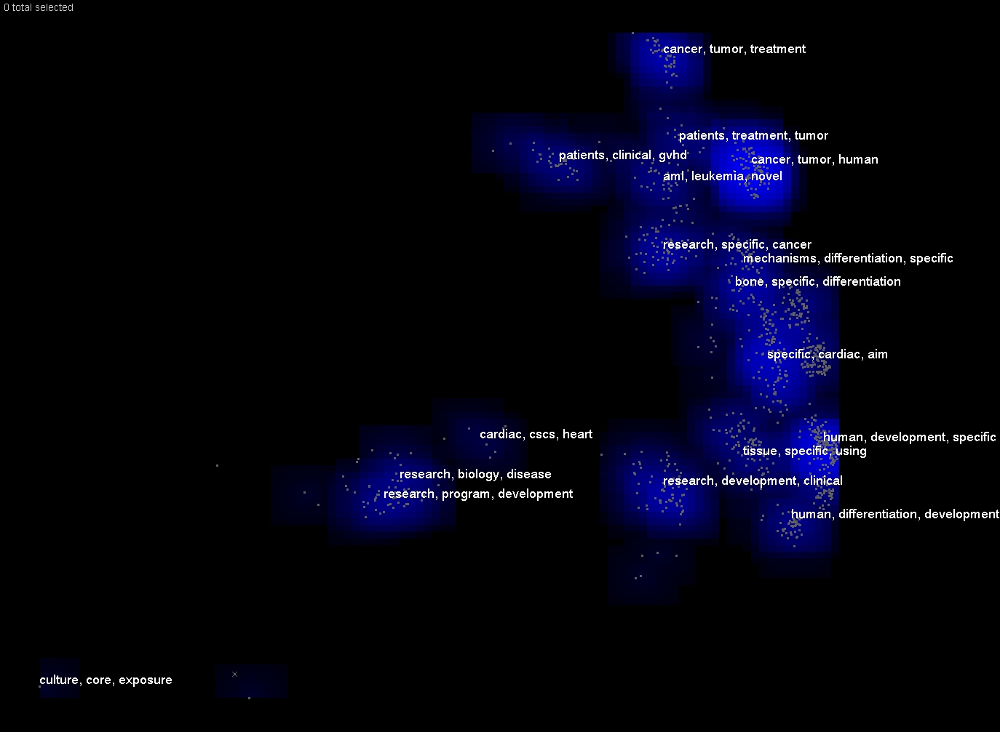 0 total selected
cancer, tumor, treatment
patients, treatment, tumor
patients, clinical, gvhd
cancer, tumor, human
aml, leukemia, novel
research, specific, cancer
mechanisms, differentiation, specific
bone, specific, differentiation
specific, cardiac, aim
cardiac, cscs, heart
human, development, specific
tissue, specific, using
research, biology, disease
research, development, clinical
research, program, development
human, differentiation, development
culture, core, exposure